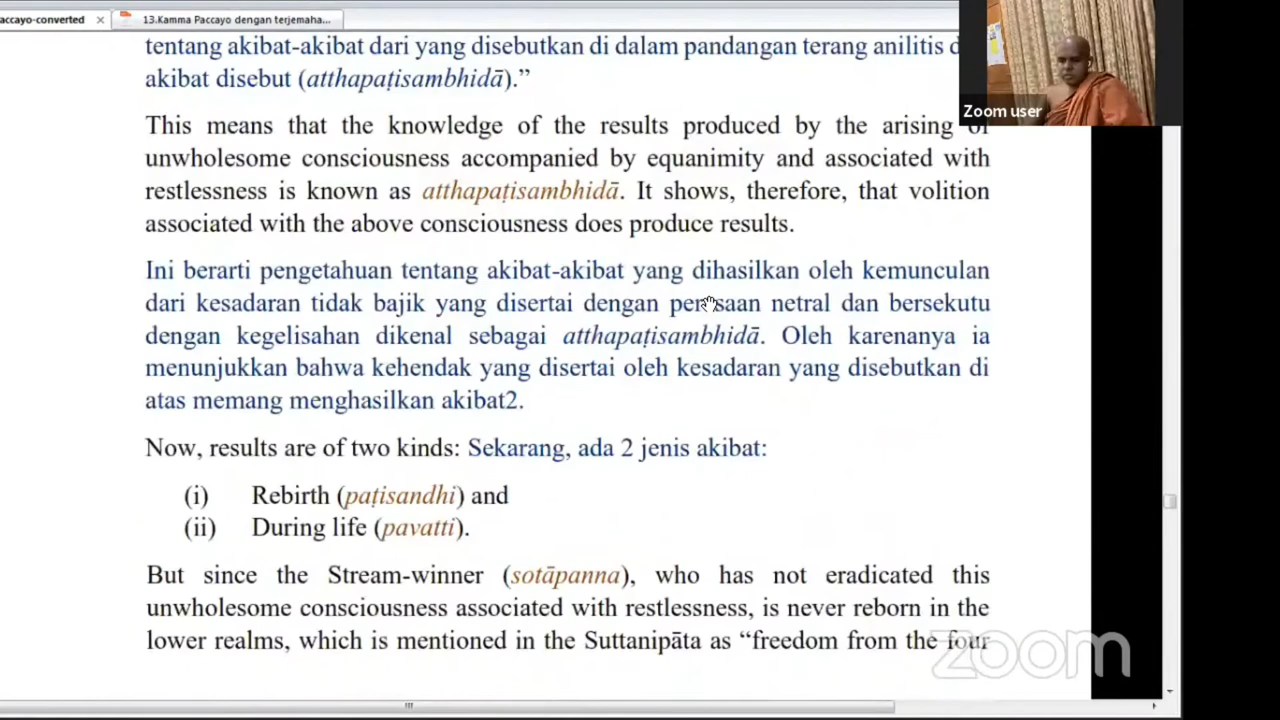 accayo-converted
13.Kamma Paccayo dengan terjemaha...
tentang akibat-akibat dari yang disebutkan di dalam pandangan terang anilitis
akibat disebut (atthapaṭisambhidā).”
Zoom user
This means that the knowledge of the results produced by the arising of
unwholesome consciousness accompanied by equanimity and associated with
restlessness is known as atthapaṭisambhidā. It shows, therefore, that volition
associated with the above consciousness does produce results.
Ini berarti pengetahuan tentang akibat-akibat yang dihasilkan oleh kemunculan
dari kesadaran tidak bajik yang disertai dengan perasaan netral dan bersekutu
dengan kegelisahan dikenal sebagai atthapaṭisambhidā. Oleh karenanya ia
menunjukkan bahwa kehendak yang disertai oleh kesadaran yang disebutkan di
atas memang menghasilkan akibat2.
Now, results are of two kinds: Sekarang, ada 2 jenis akibat:
(i) Rebirth (paṭisandhi) and
(ii) During life (pavatti).
But since the Stream-winner (sotāpanna), who has not eradicated this
unwholesome consciousness associated with restlessness, is never reborn in the
lower realms, which is mentioned in the Suttanipāta as “freedom from the four
zoom